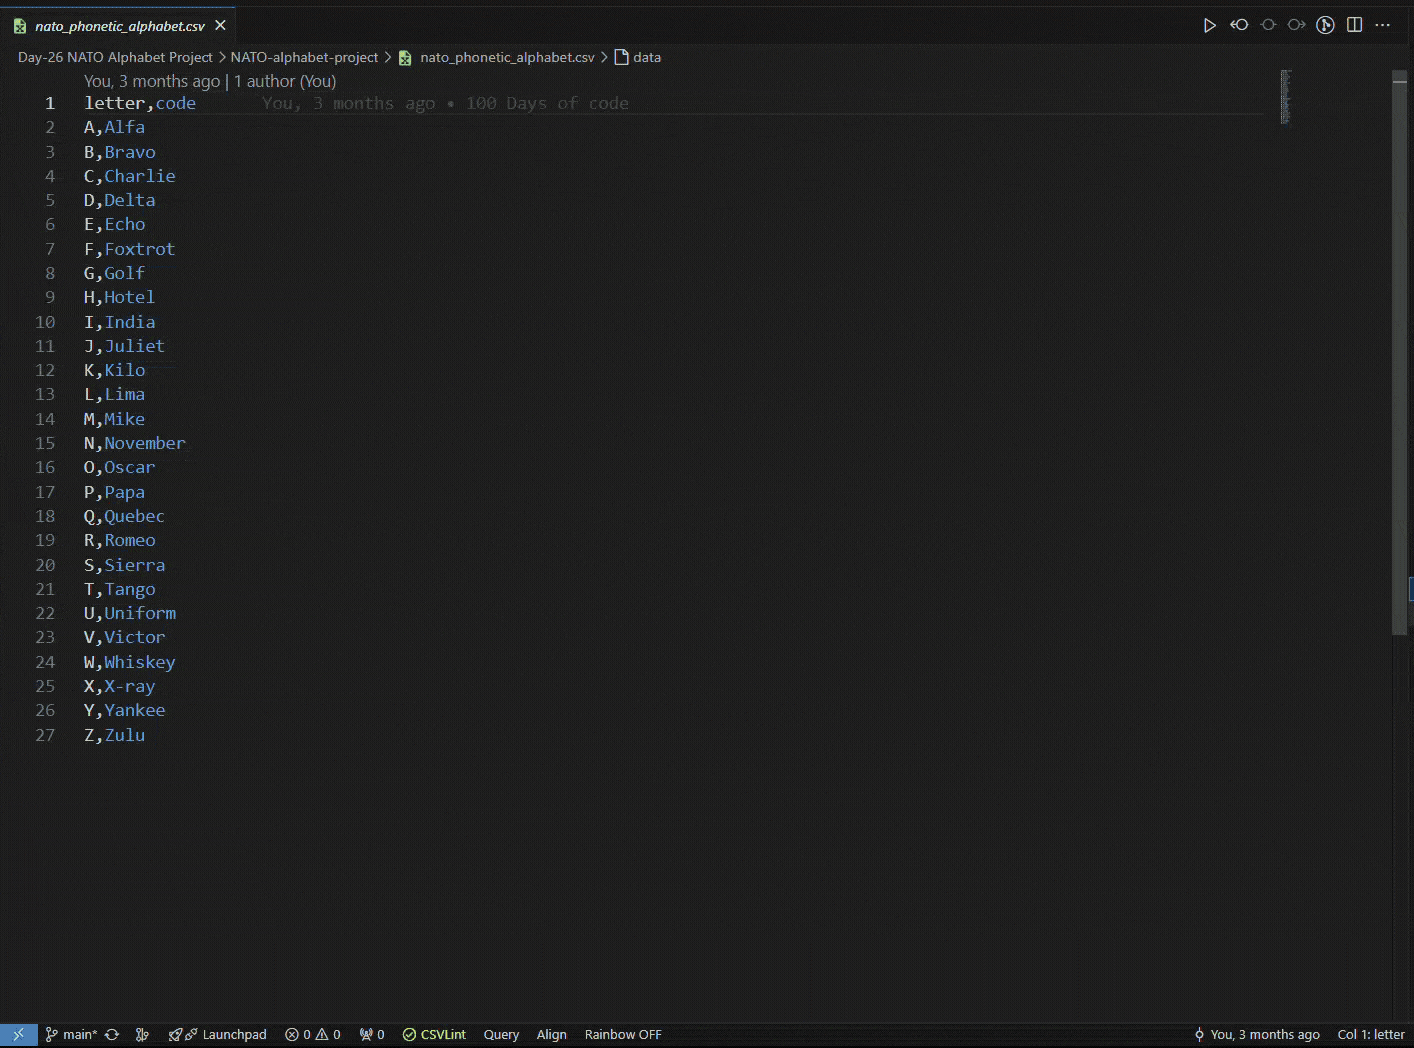 nato_phonetic_alphabet.csv
Day-26 NATO Alphabet Project > NATO-alphabet-project > nato_phonetic_alphabet.csv > data
You, 3 months ago | 1 author (You)
1 letter,code You, 3 months ago • 100 Days of code
2 A,Alfa
3 B,Bravo
4 C,Charlie
5 D,Delta
6 E,Echo
7 F,Foxtrot
8 G,Golf
9 H,Hotel
10 I,India
11 J,Juliet
12 K,Kilo
13 L,Lima
14 M,Mike
15 N,November
16 O,Oscar
17 P,Papa
18 Q,Quebec
19 R,Romeo
20 S,Sierra
21 T,Tango
22 U,Uniform
23 V,Victor
24 W,Whiskey
25 X,X-ray
26 Y,Yankee
27 Z,Zulu
main* Launchpad 0 0 0 CSVLint Query Align Rainbow OFF You, 3 months ago Col 1: letter